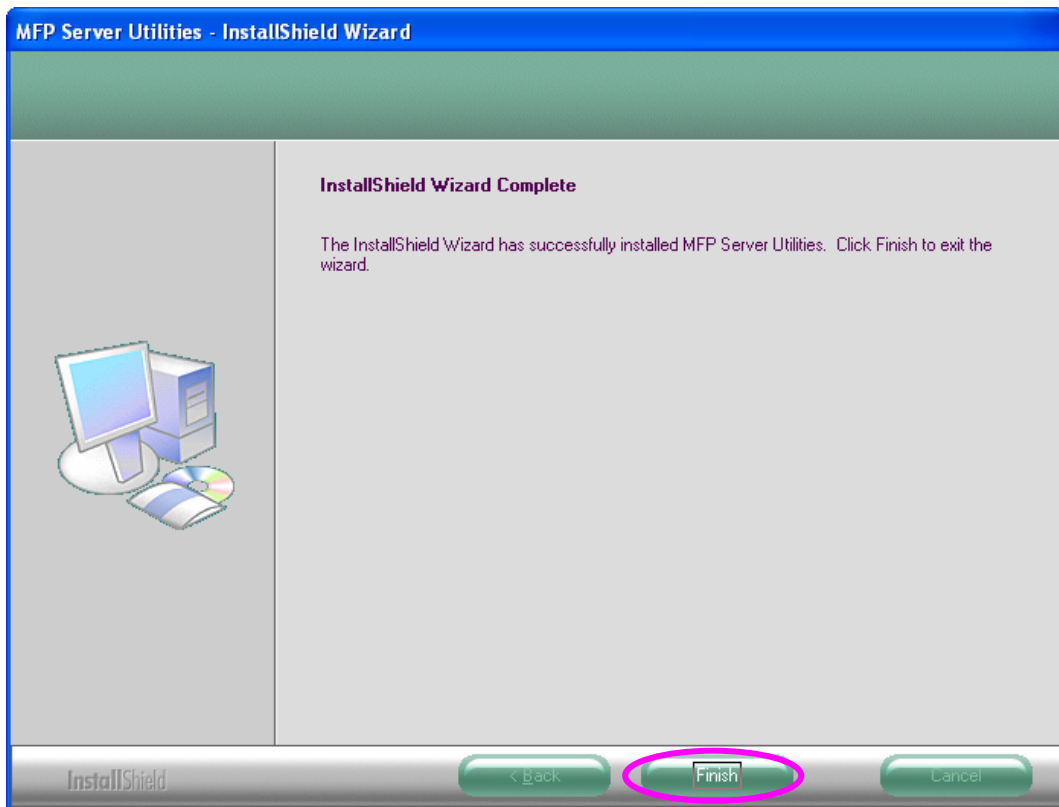 MFP Server Utilities - InstallShield Wizard
InstallShield Wizard Complete
The InstallShield Wizard has successfully installed MFP Server Utilities. Click Finish to exit the
wizard.
InstallShield
< Back
Finish
Cancel